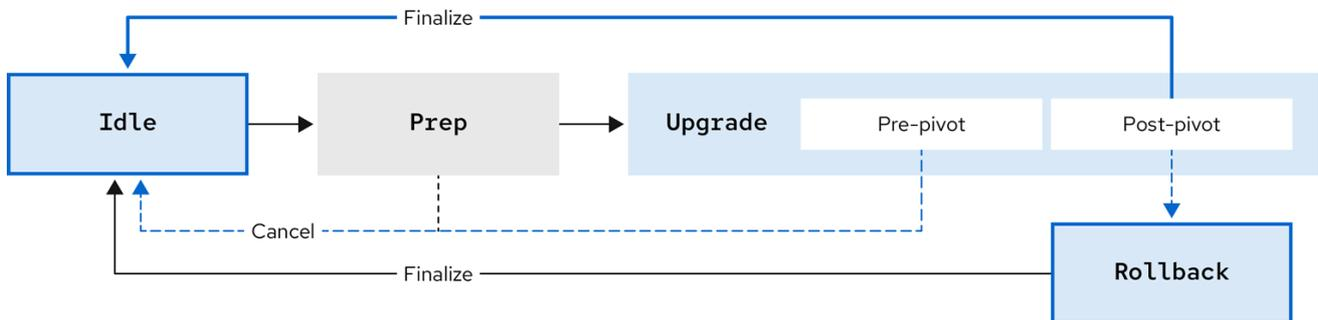 Finalize
Idle
Prep
Upgrade
Pre-pivot
Post-pivot
Cancel
Finalize
Rollback